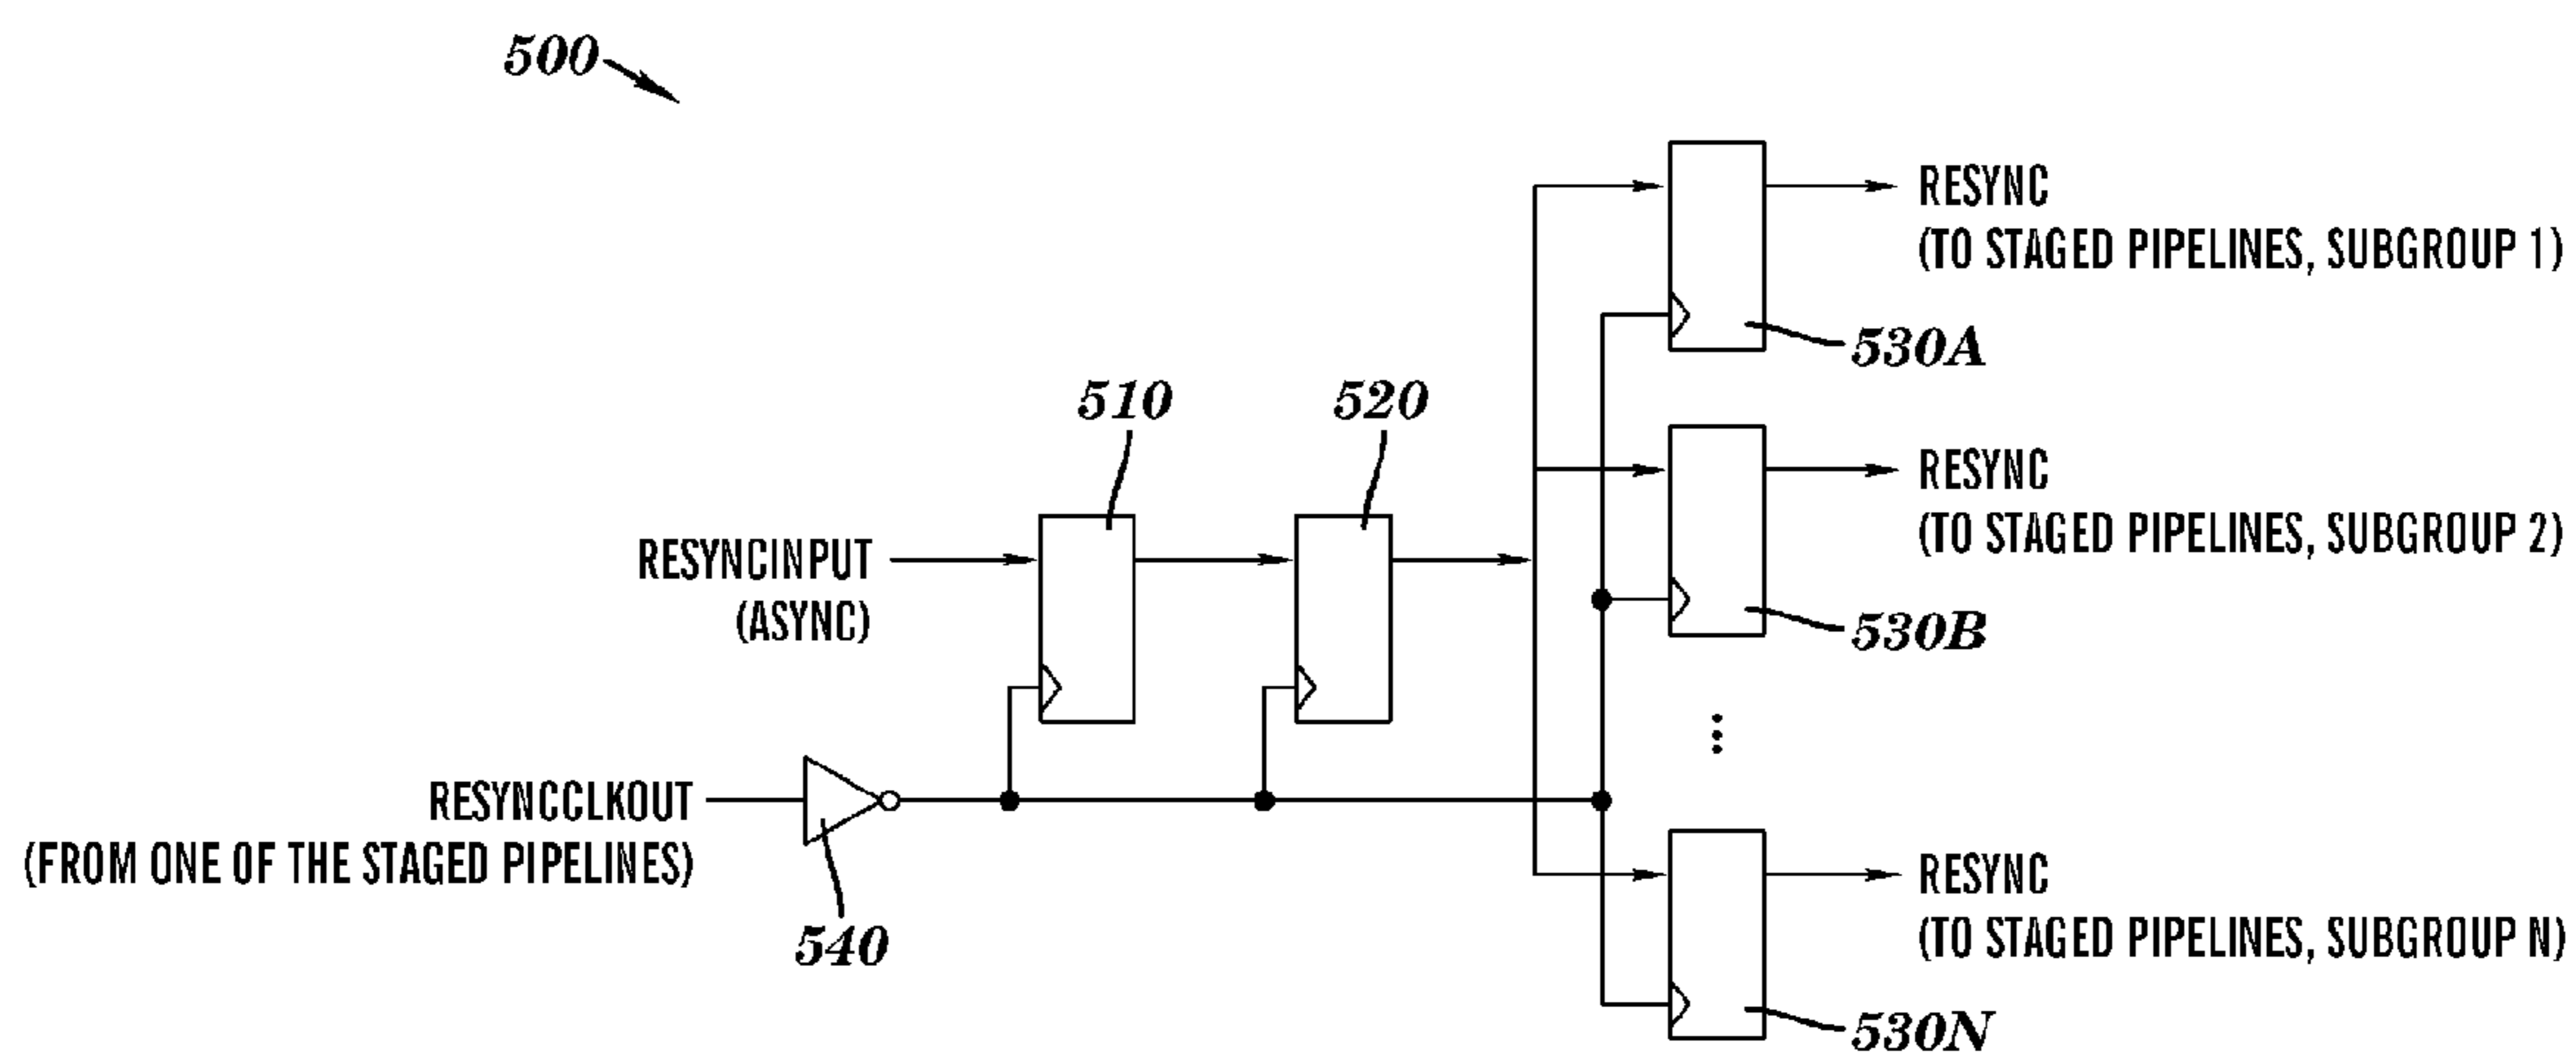 500
RESYNC
(TO STAGED PIPELINES, SUBGROUP 1)
530A
510
520
RESYNC
(TO STAGED PIPELINES, SUBGROUP 2)
RESYNCINPUT
(ASYNC)
530B
RESYNCCLKOUT
(FROM ONE OF THE STAGED PIPELINES)
540
RESYNC
(TO STAGED PIPELINES, SUBGROUP N)
530N